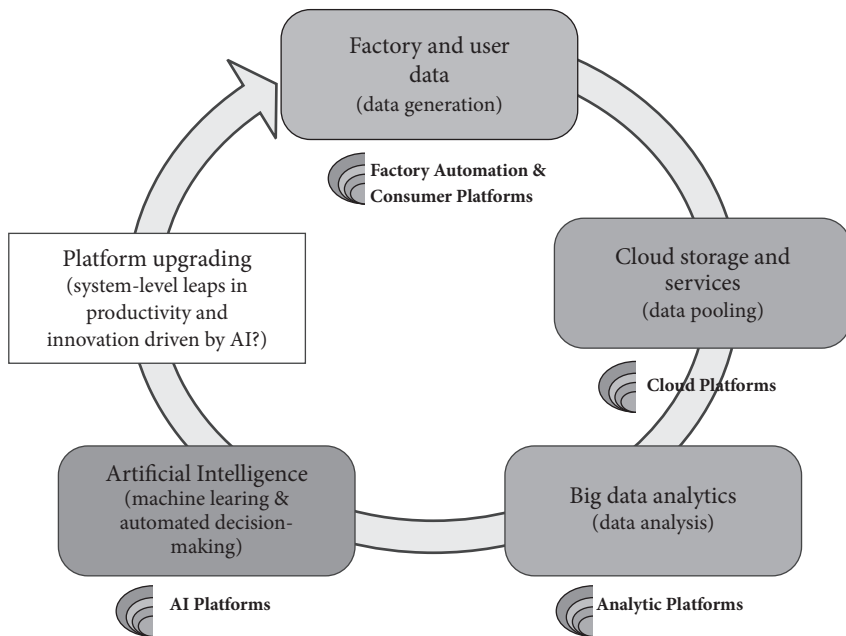 Factory and user
data
(data generation)
Factory Automation &
Consumer Platforms
Cloud storage and
services
(data pooling)
Cloud Platforms
Big data analytics
(data analysis)
Analytic Platforms
Artificial Intelligence
(machine learing &
automated decision-
making)
AI Platforms
Platform upgrading
(system-level leaps in
productivity and
innovation driven by AI?)